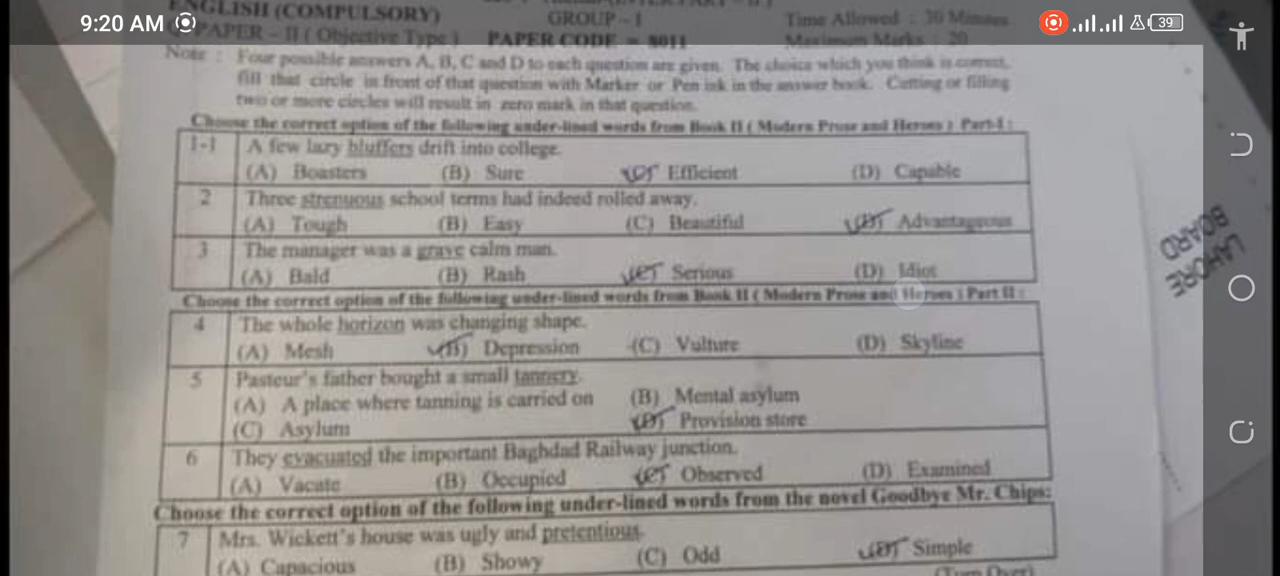 9:20 AM
39
ENGLISH (COMPULSORY) GROUP – I Time Allowed : 30 Minutes
PAPER – II ( Objective Type ) PAPER CODE = 8011 Maximum Marks : 20
Note : Four possible answers A, B, C and D to each question are given. The choice which you think is correct,
fill that circle in front of that question with Marker or Pen ink in the answer book. Cutting or filling
two or more circles will result in zero mark in that question.
Choose the correct option of the following under-lined words from Book II ( Modern Prose and Heroes ) Part-I :
1-1 A few lazy bluffers drift into college.
(A) Boasters (B) Sure (C) Efficient (D) Capable
2 Three strenuous school terms had indeed rolled away.
(A) Tough (B) Easy (C) Beautiful (D) Advantageous
3 The manager was a grave calm man.
(A) Bald (B) Rash (C) Serious (D) Idiot
Choose the correct option of the following under-lined words from Book II ( Modern Prose and Heroes ) Part II :
4 The whole horizon was changing shape.
(A) Mesh (B) Depression (C) Vulture (D) Skyline
5 Pasteur's father bought a small tannery.
(A) A place where tanning is carried on (B) Mental asylum
(C) Asylum (D) Provision store
6 They evacuated the important Baghdad Railway junction.
(A) Vacate (B) Occupied (C) Observed (D) Examined
Choose the correct option of the following under-lined words from the novel Goodbye Mr. Chips:
7 Mrs. Wickett's house was ugly and pretentious.
(A) Capacious (B) Showy (C) Odd (D) Simple
(Turn Over)
LAHORE
BOARD